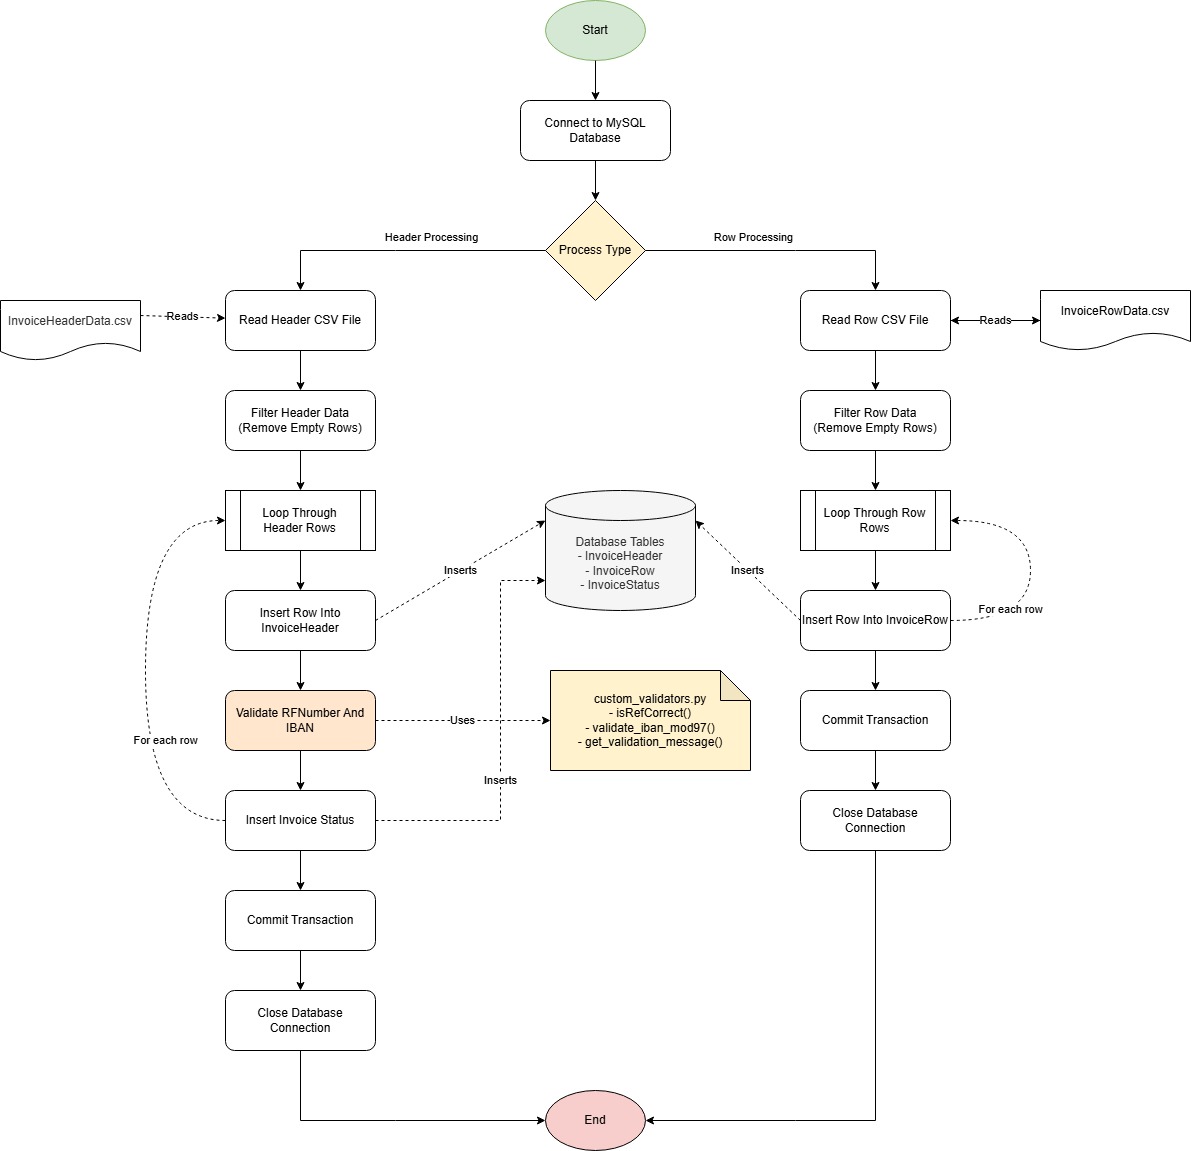 Start
Connect to MySQL
Database
Process Type
Header Processing
Row Processing
InvoiceHeaderData.csv
Reads
Read Header CSV File
Read Row CSV File
Reads
InvoiceRowData.csv
Filter Header Data
(Remove Empty Rows)
Filter Row Data
(Remove Empty Rows)
Loop Through
Header Rows
Database Tables
- InvoiceHeader
- InvoiceRow
- InvoiceStatus
Loop Through Row
Rows
Inserts
Inserts
Insert Row Into
InvoiceHeader
Insert Row Into InvoiceRow
For each row
Validate RFNumber And
IBAN
Uses
custom_validators.py
- isRefCorrect()
- validate_iban_mod97()
- get_validation_message()
Commit Transaction
For each row
Inserts
Insert Invoice Status
Close Database
Connection
Commit Transaction
Close Database
Connection
End